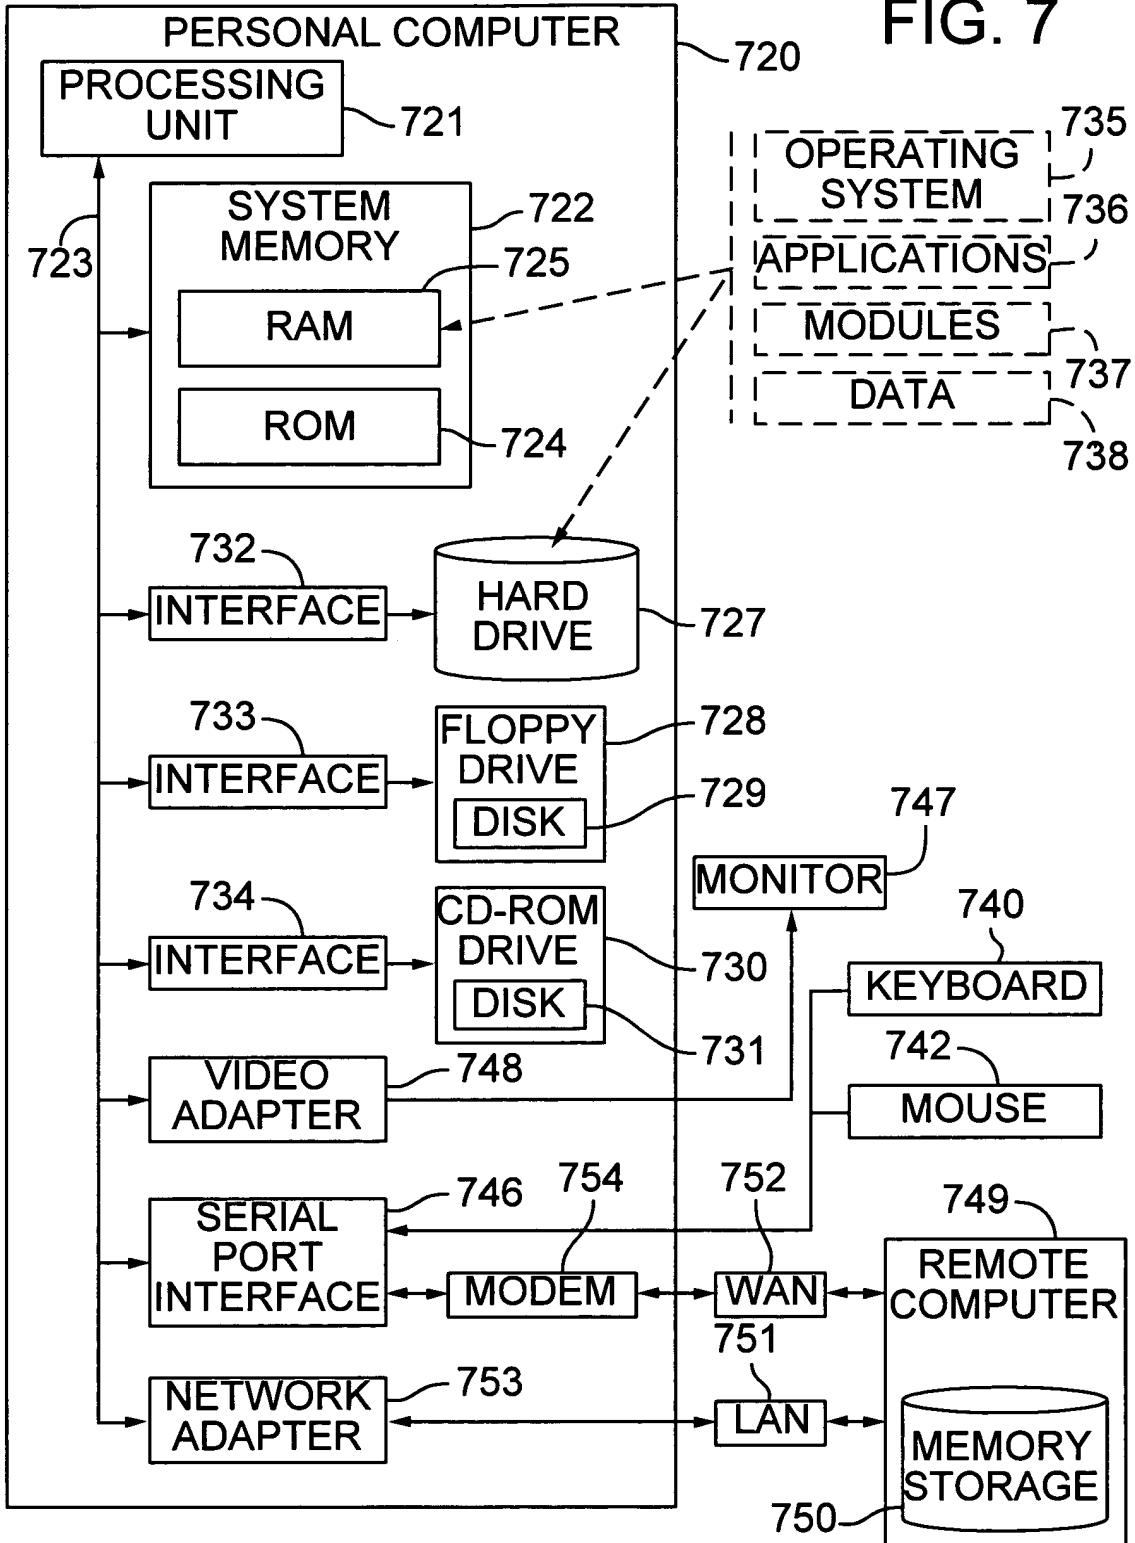 FIG. 7
PERSONAL COMPUTER
720
PROCESSING
UNIT
721
723
SYSTEM
MEMORY
722
725
RAM
ROM
724
OPERATING
SYSTEM
735
736
APPLICATIONS
MODULES
737
DATA
738
732
INTERFACE
HARD
DRIVE
727
733
INTERFACE
FLOPPY
DRIVE
728
DISK
729
734
INTERFACE
CD-ROM
DRIVE
730
DISK
731
747
MONITOR
740
KEYBOARD
742
MOUSE
VIDEO
ADAPTER
748
SERIAL
PORT
INTERFACE
746
754
MODEM
752
WAN
749
REMOTE
COMPUTER
751
LAN
NETWORK
ADAPTER
753
MEMORY
STORAGE
750